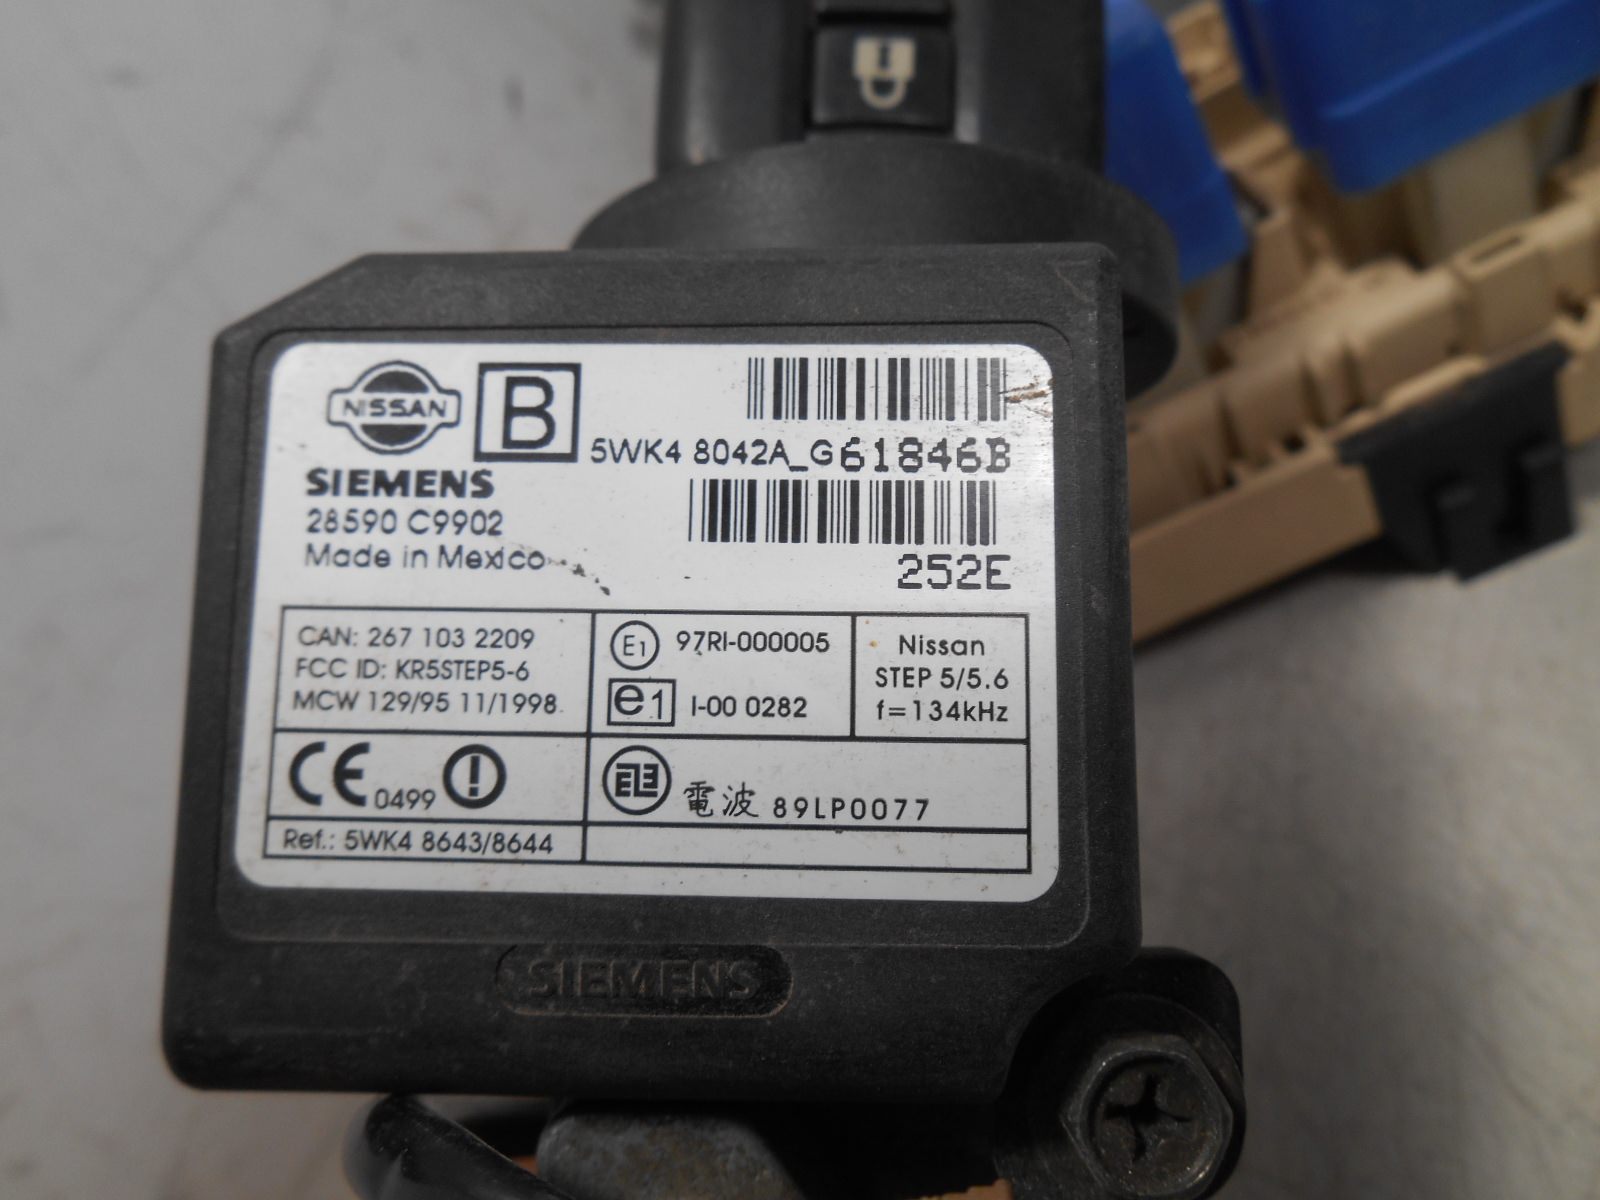 NISSAN
B
SIEMENS
28590 C9902
Made in Mexico
5WK4 8042A_G61846B
252E
CAN: 267 103 2209
FCC ID: KR5STEP5-6
MCW 129/95 11/1998
E1 97RI-000005
e1 I-00 0282
Nissan
STEP 5/5.6
f=134kHz
CE 0499
電波 89LP0077
Ref.: 5WK4 8643/8644
SIEMENS